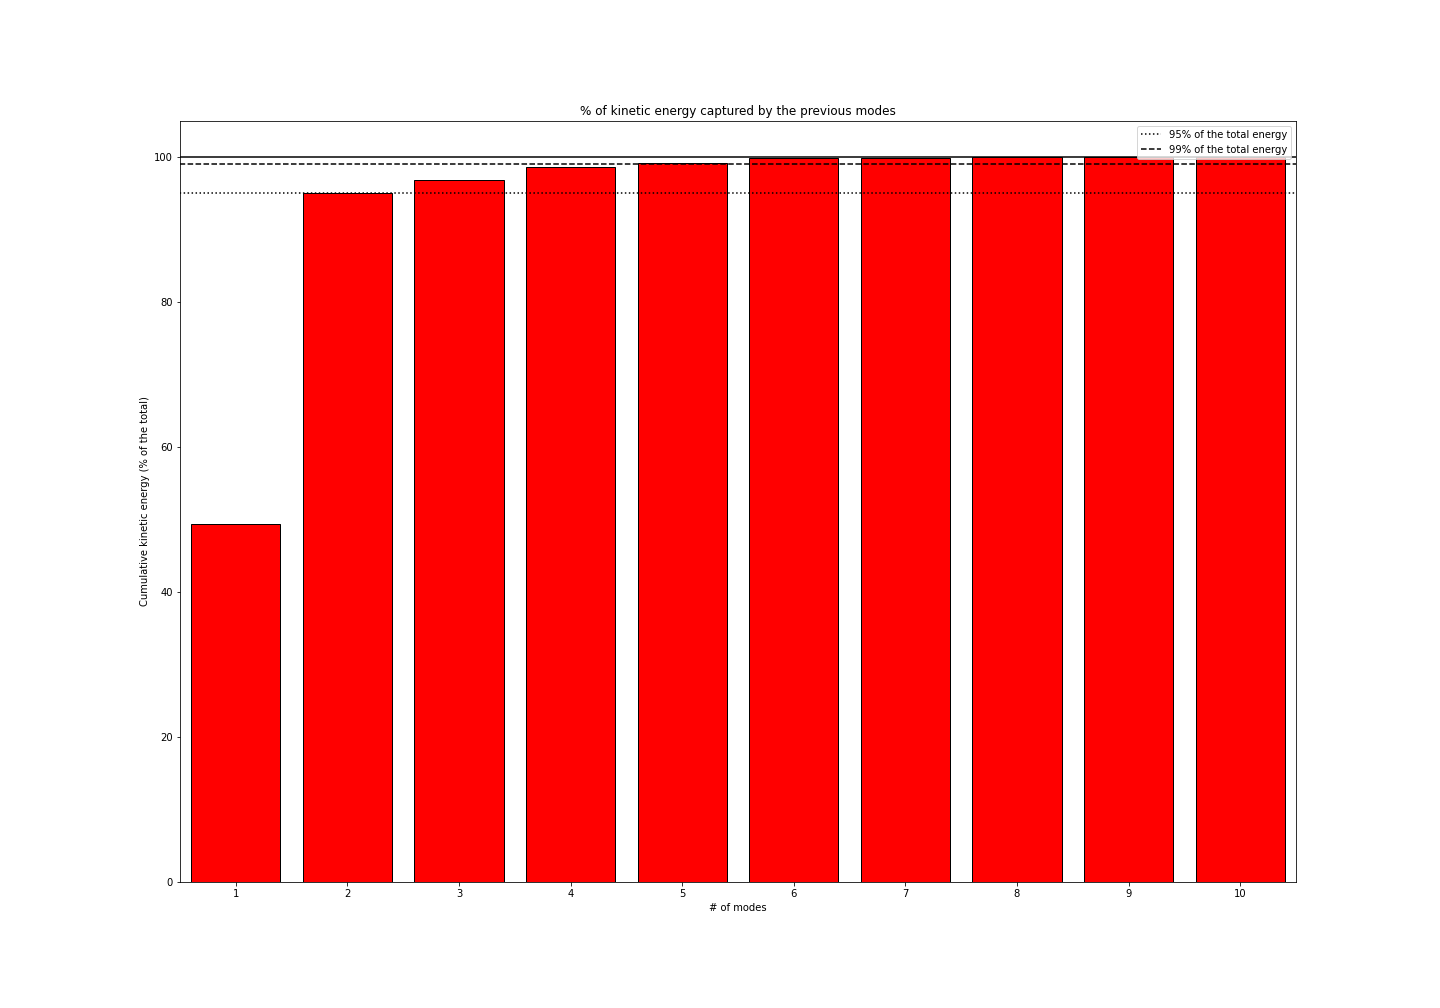 % of kinetic energy captured by the previous modes
95% of the total energy
99% of the total energy
100
80
60
40
20
0
Cumulative kinetic energy (% of the total)
1 2 3 4 5 6 7 8 9 10
# of modes